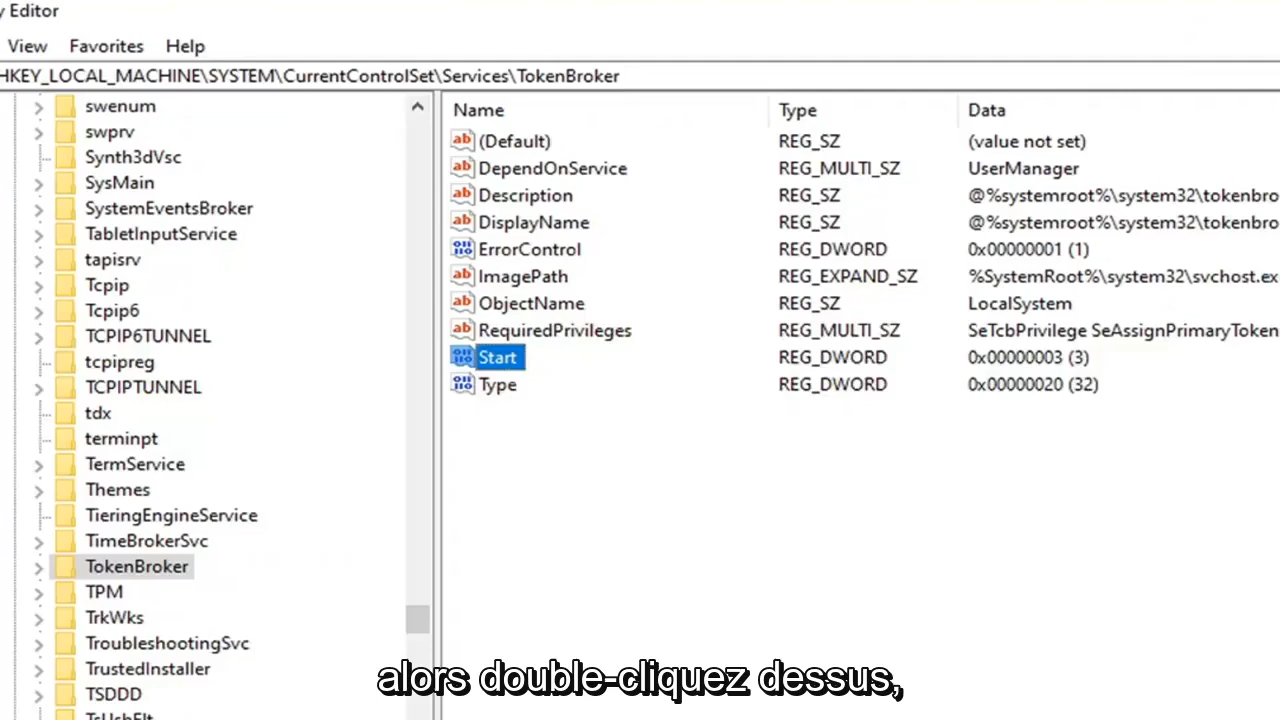 y Editor
View Favorites Help
HKEY_LOCAL_MACHINE\SYSTEM\CurrentControlSet\Services\TokenBroker
swenum
swprv
Synth3dVsc
SysMain
SystemEventsBroker
TabletInputService
tapisrv
Tcpip
Tcpip6
TCPIP6TUNNEL
tcpipreg
TCPIPTUNNEL
tdx
terminpt
TermService
Themes
TieringEngineService
TimeBrokerSvc
TokenBroker
TPM
TrkWks
TroubleshootingSvc
TrustedInstaller
TSDDD
TsUsbFlt
Name Type Data
(Default) REG_SZ (value not set)
DependOnService REG_MULTI_SZ UserManager
Description REG_SZ @%systemroot%\system32\tokenbro
DisplayName REG_SZ @%systemroot%\system32\tokenbro
ErrorControl REG_DWORD 0x00000001 (1)
ImagePath REG_EXPAND_SZ %SystemRoot%\system32\svchost.ex
ObjectName REG_SZ LocalSystem
RequiredPrivileges REG_MULTI_SZ SeTcbPrivilege SeAssignPrimaryToken
Start REG_DWORD 0x00000003 (3)
Type REG_DWORD 0x00000020 (32)
alors double-cliquez dessus,